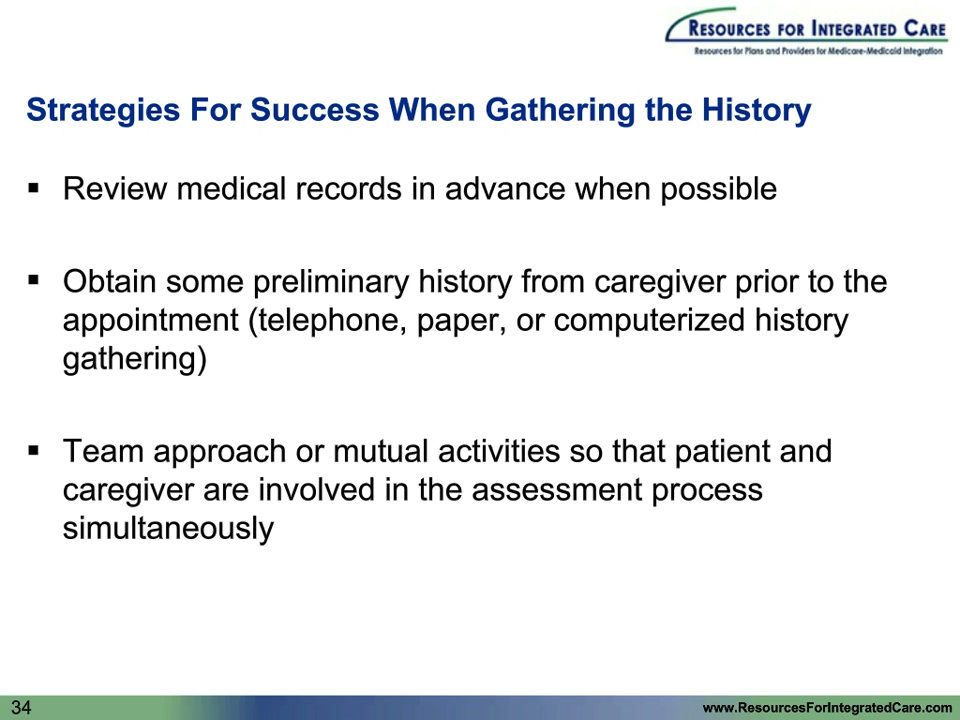 RESOURCES FOR INTEGRATED CARE
Resources for Plans and Providers for Medicare-Medicaid Integration
Strategies For Success When Gathering the History
▪ Review medical records in advance when possible
▪ Obtain some preliminary history from caregiver prior to the
appointment (telephone, paper, or computerized history
gathering)
▪ Team approach or mutual activities so that patient and
caregiver are involved in the assessment process
simultaneously
34
www.ResourcesForIntegratedCare.com